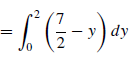 = ∫₀² (7/2 − y) dy